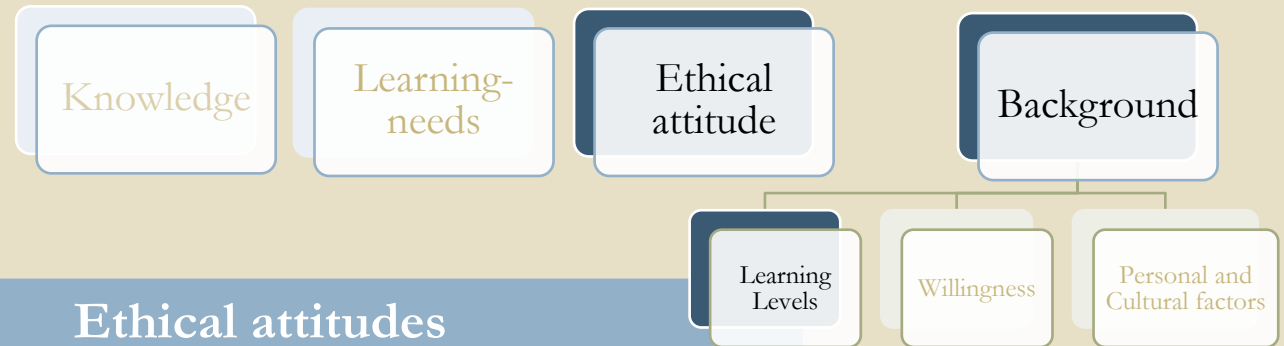 Knowledge
Learning-
needs
Ethical
attitude
Background
Learning
Levels
Willingness
Personal and
Cultural factors
Ethical attitudes